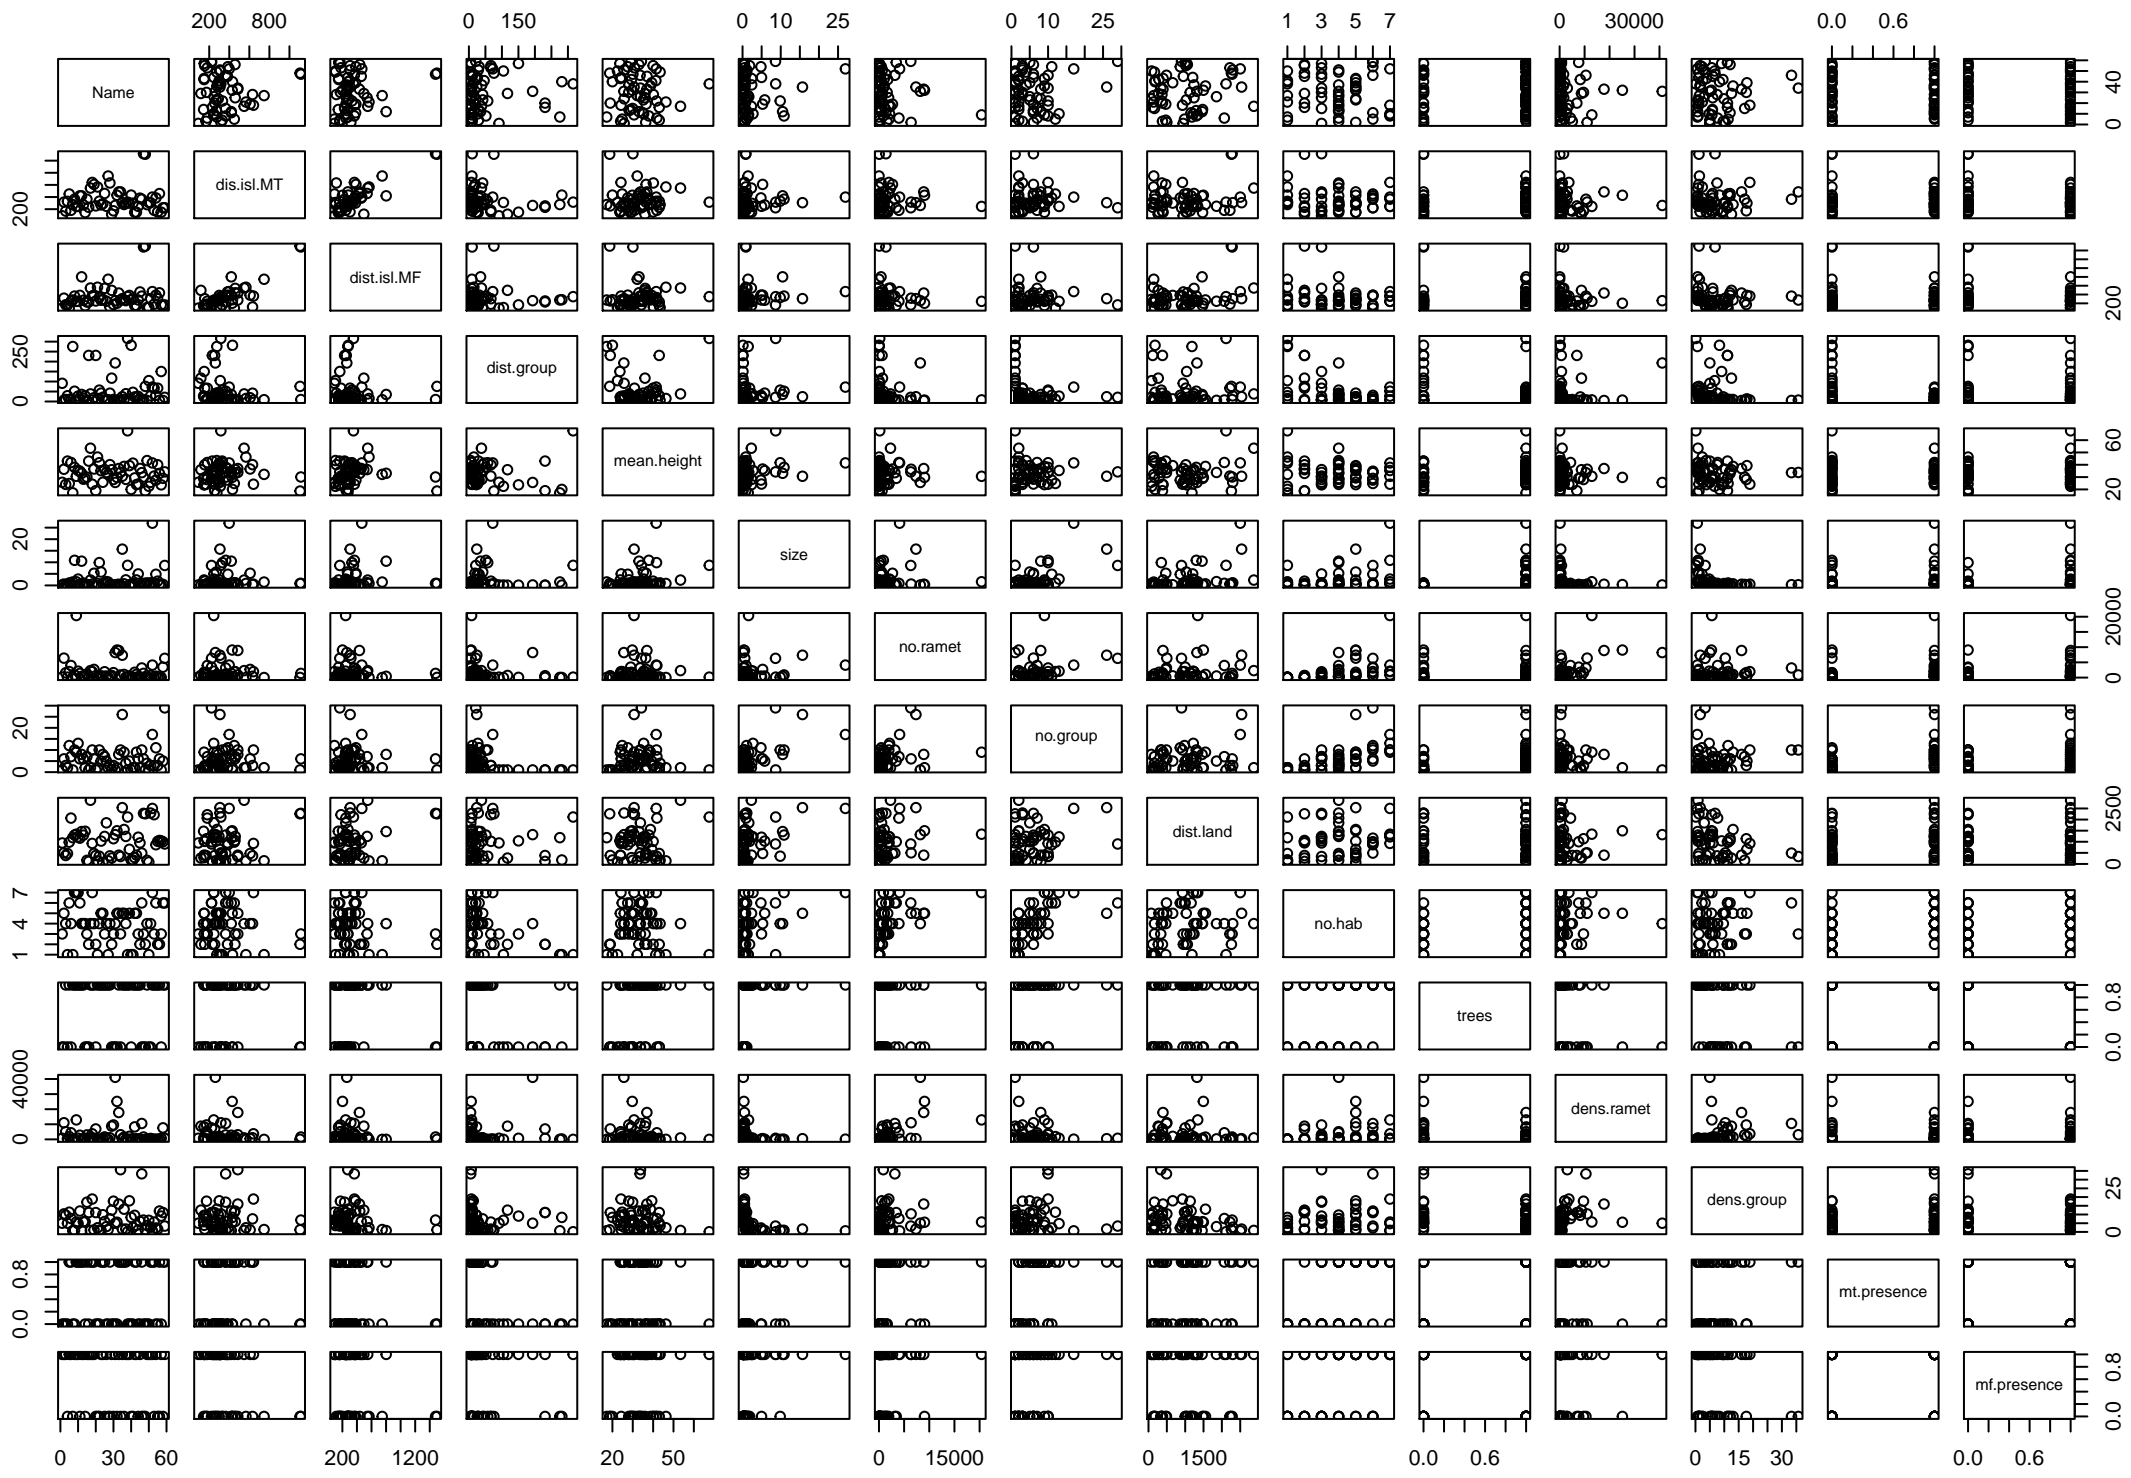 200 800 0 150 0 10 25 0 10 25 1 3 5 7 0 30000 0.0 0.6
Name 0 40
200 dis.isl.MT
dist.isl.MF 200
0 250 dist.group
mean.height 20 60
0 20 size
no.ramet 0 20000
0 20 no.group
dist.land 0 2500
1 4 7 no.hab
trees 0.0 0.8
0 40000 dens.ramet
dens.group 0 25
0.0 0.8 mt.presence
mf.presence 0.0 0.8
0 30 60 200 1200 20 50 0 15000 0 1500 0.0 0.6 0 15 30 0.0 0.6